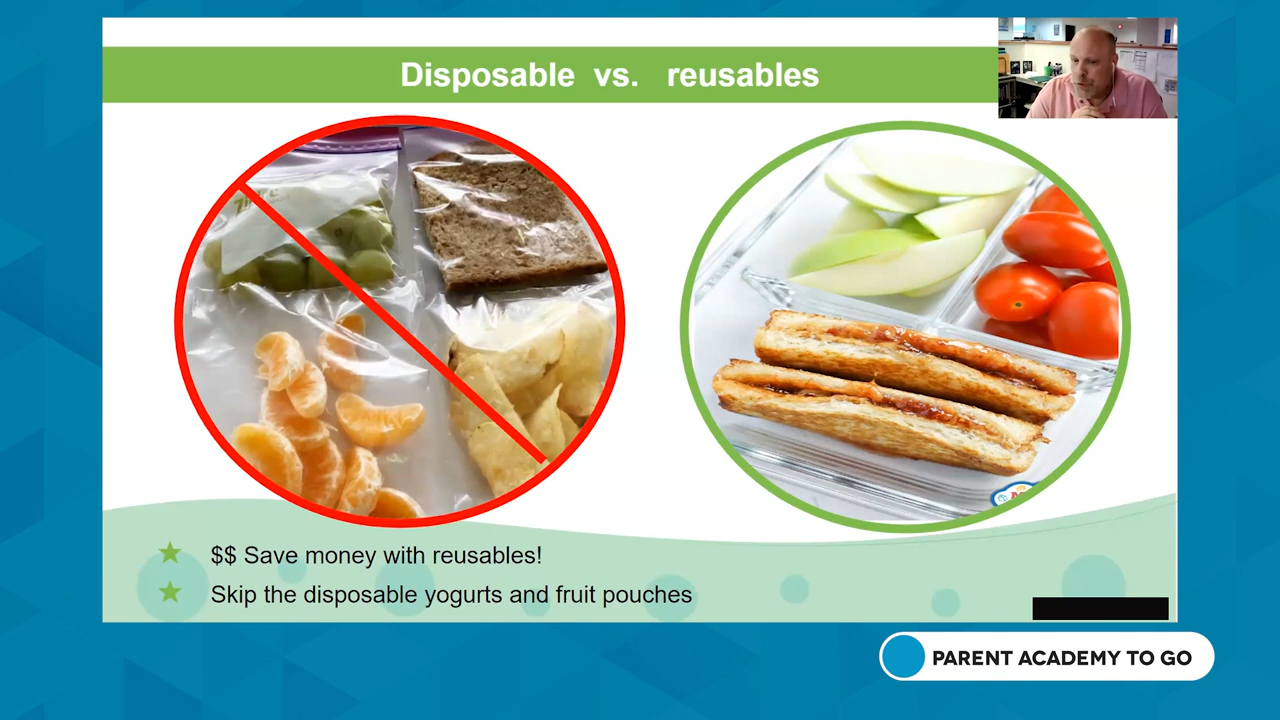 Disposable vs. reusables
$$ Save money with reusables!
Skip the disposable yogurts and fruit pouches
PARENT ACADEMY TO GO